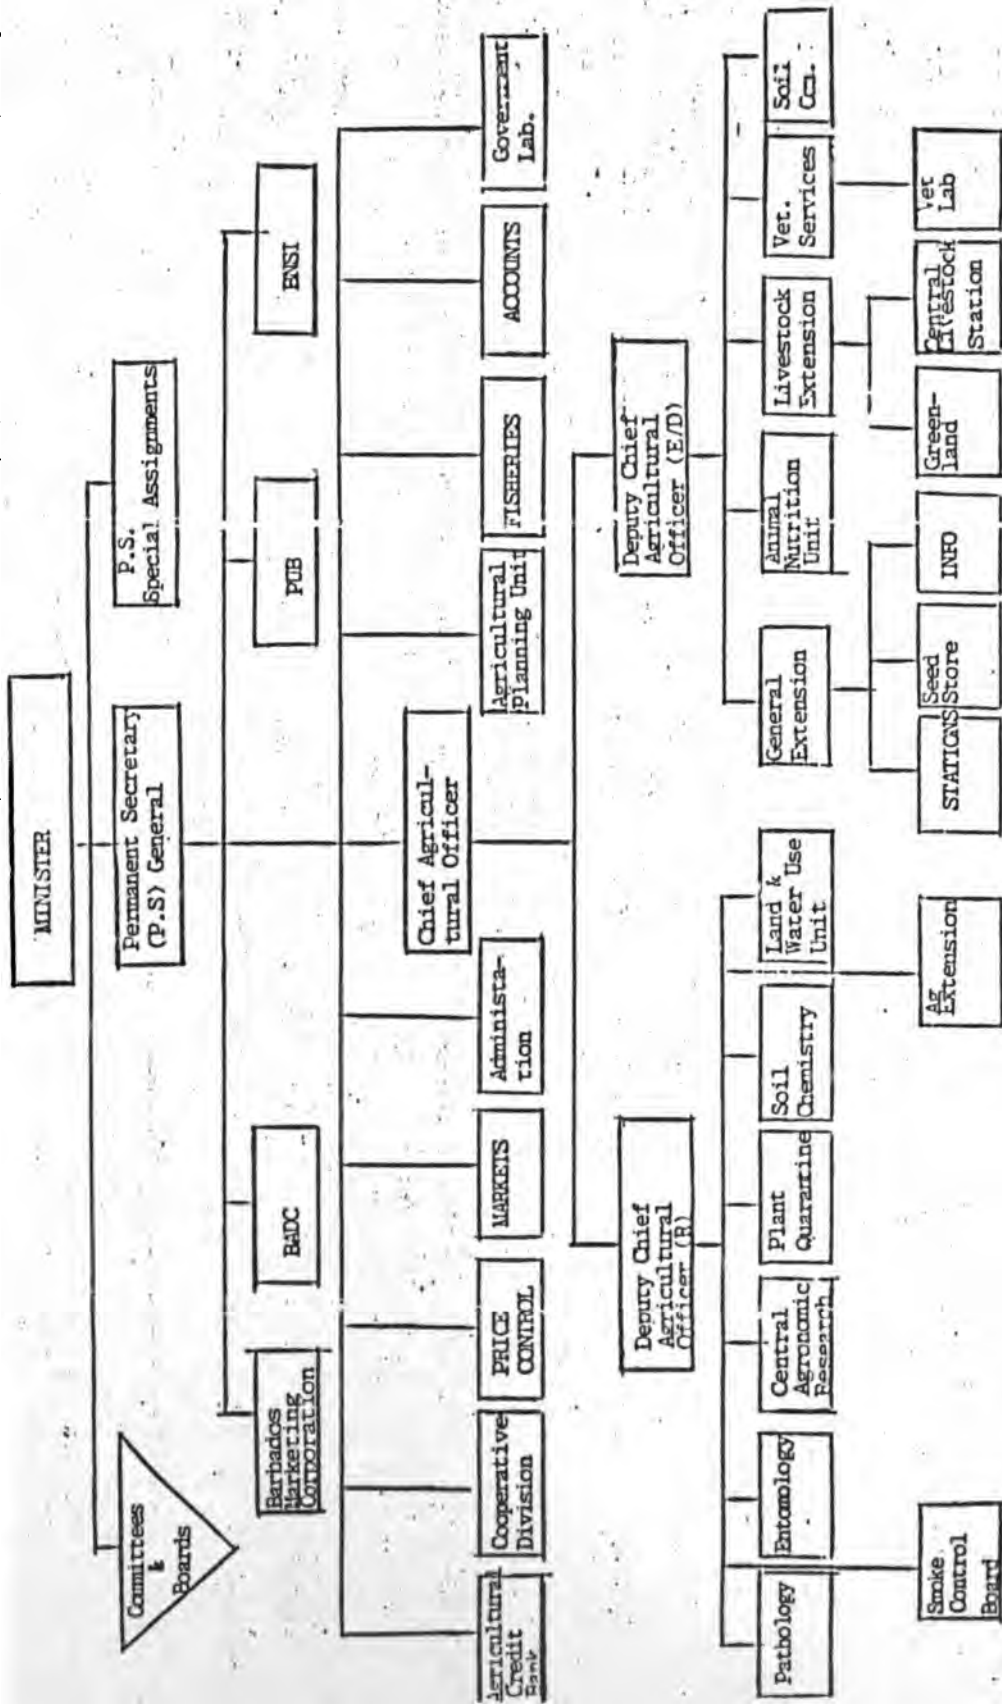 MINISTER
Committees
&
Boards
Permanent Secretary
(P.S) General
P.S.
Special Assignments
Barbados
Marketing
Corporation
BADC
PUB
ENSI
Chief Agricul-
tural Officer
Agricultural
Credit
Bank
Cooperative
Division
PRICE
CONTROL
MARKETS
Administa-
tion
Agricultural
planning Unit
FISHERIES
ACCOUNTS
Government
Lab.
Deputy Chief
Agricultural
Officer (R)
Deputy Chief
Agricultural
Officer (E/D)
Pathology
Entomology
Central
Agronomic
Research
Plant
Quarantine
Soil
Chemistry
Land &
Water Use
Unit
General
Extension
Animal
Nutrition
Unit
Livestock
Extension
Vet.
Services
Soil
Smoke
Control
Board
Ag
Extension
STATIONS
Seed
Store
INFO
Green-
land
Central
Livestock
Station
Vet
Lab